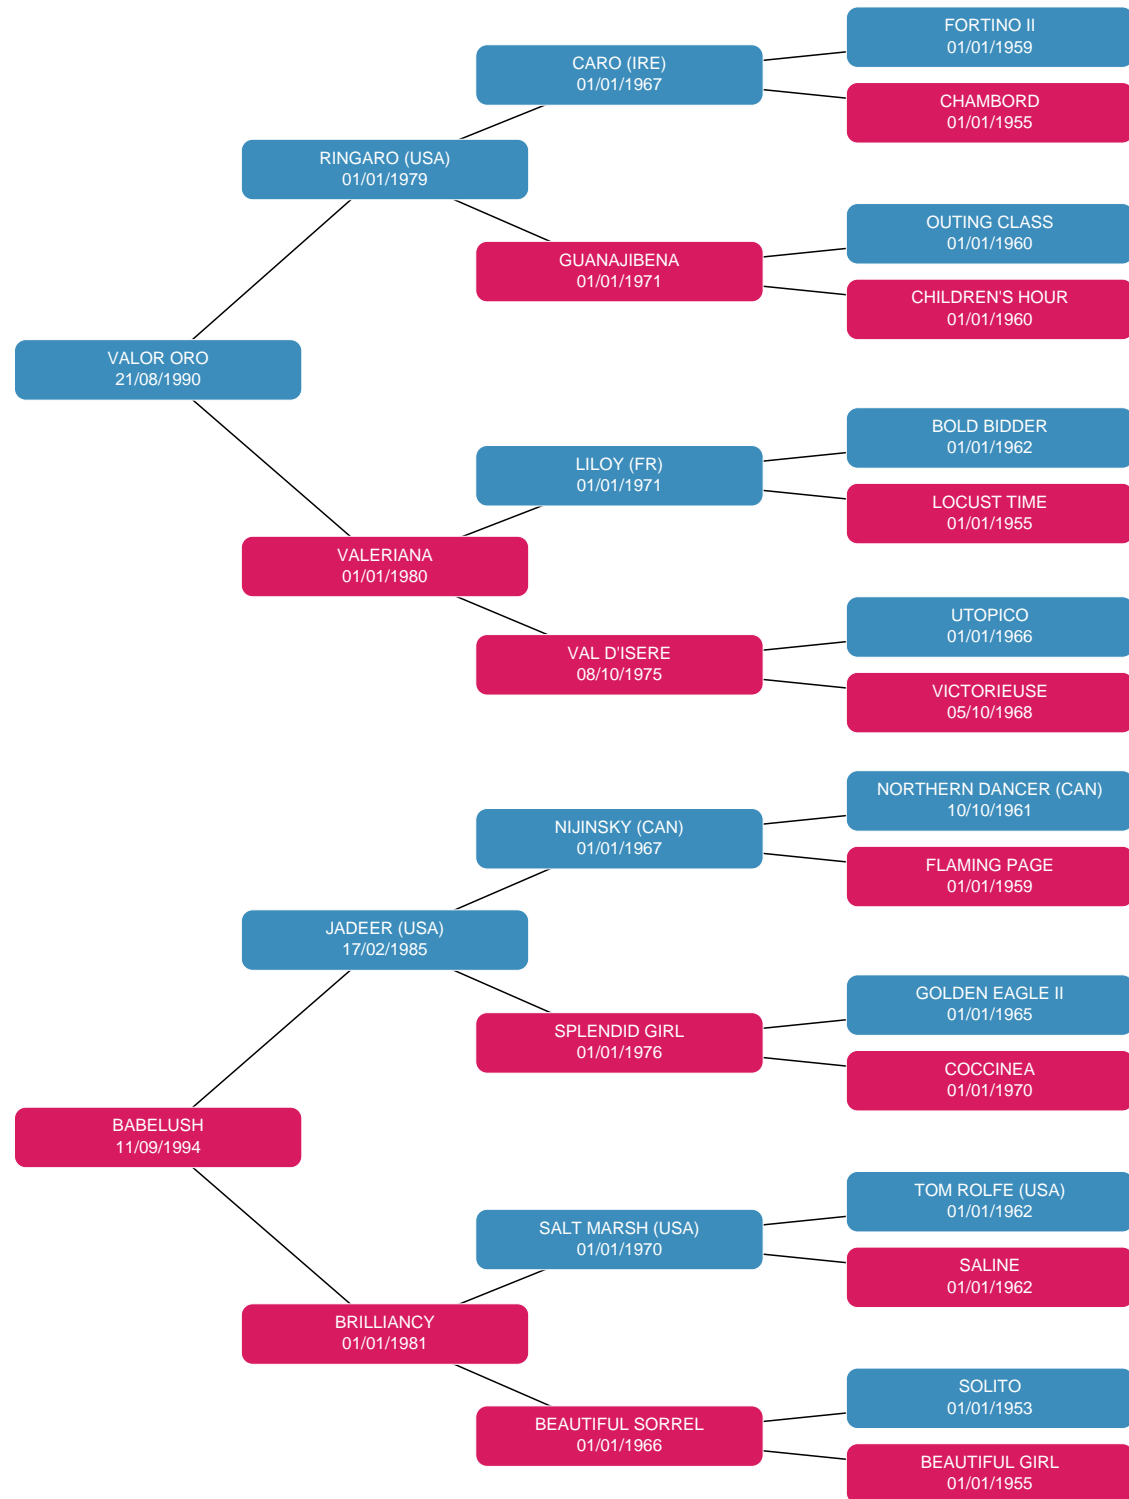 FORTINO II
01/01/1959
CARO (IRE)
01/01/1967
CHAMBORD
01/01/1955
RINGARO (USA)
01/01/1979
OUTING CLASS
01/01/1960
GUANAJIBENA
01/01/1971
CHILDREN'S HOUR
01/01/1960
VALOR ORO
21/08/1990
BOLD BIDDER
01/01/1962
LILOY (FR)
01/01/1971
LOCUST TIME
01/01/1955
VALERIANA
01/01/1980
UTOPICO
01/01/1966
VAL D'ISERE
08/10/1975
VICTORIEUSE
05/10/1968
NORTHERN DANCER (CAN)
10/10/1961
NIJINSKY (CAN)
01/01/1967
FLAMING PAGE
01/01/1959
JADEER (USA)
17/02/1985
GOLDEN EAGLE II
01/01/1965
SPLENDID GIRL
01/01/1976
COCCINEA
01/01/1970
BABELUSH
11/09/1994
TOM ROLFE (USA)
01/01/1962
SALT MARSH (USA)
01/01/1970
SALINE
01/01/1962
BRILLIANCY
01/01/1981
SOLITO
01/01/1953
BEAUTIFUL SORREL
01/01/1966
BEAUTIFUL GIRL
01/01/1955